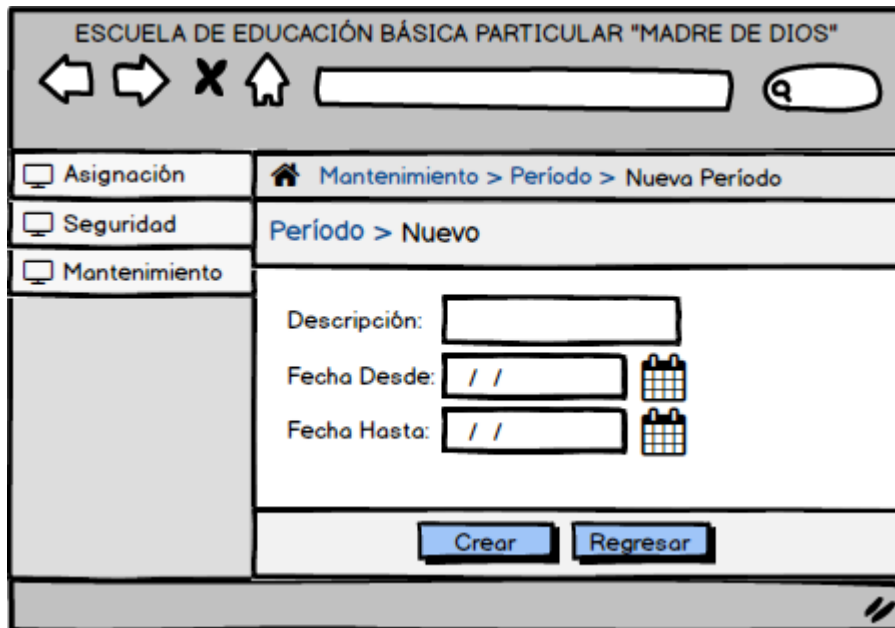 ESCUELA DE EDUCACIÓN BÁSICA PARTICULAR "MADRE DE DIOS"
Asignación
Seguridad
Mantenimiento
Mantenimiento > Período > Nueva Período
Período > Nuevo
Descripción:
Fecha Desde: / /
Fecha Hasta: / /
Crear Regresar